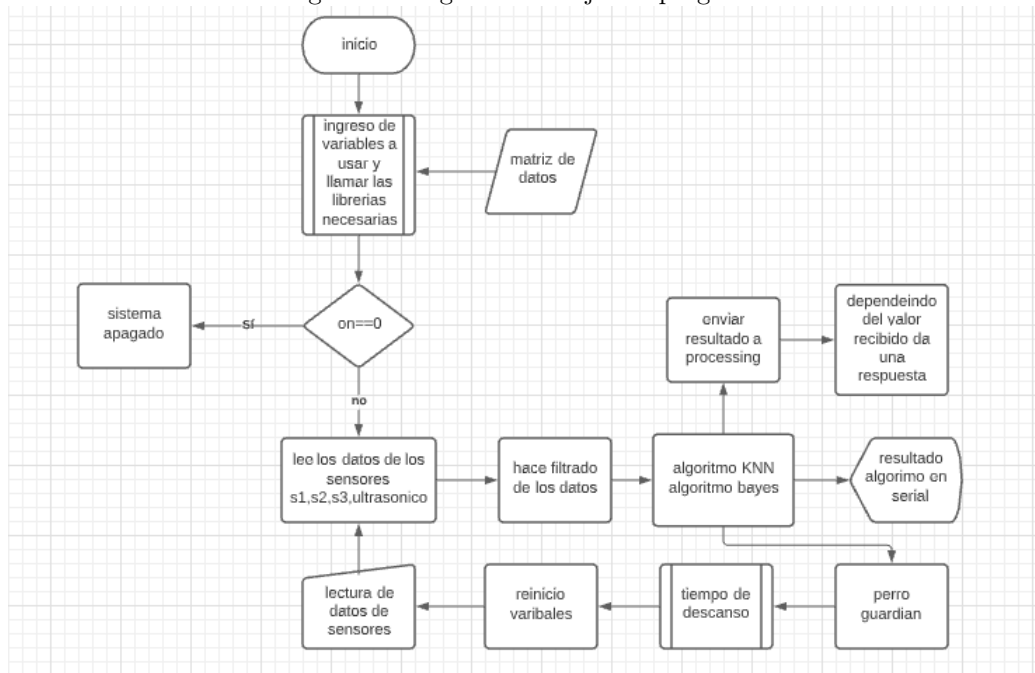 inicio
ingreso de
variables a
usar y
llamar las
librerias
necesarias
matriz de
datos
sistema
apagado
sí
on==0
no
enviar
resultado a
processing
dependeindo
del valor
recibido da
una
respuesta
lee los datos de los
sensores
s1,s2,s3,ultrasonico
hace filtrado
de los datos
algoritmo KNN
algoritmo bayes
resultado
algorimo en
serial
lectura de
datos de
sensores
reinicio
varibales
tiempo de
descanso
perro
guardian